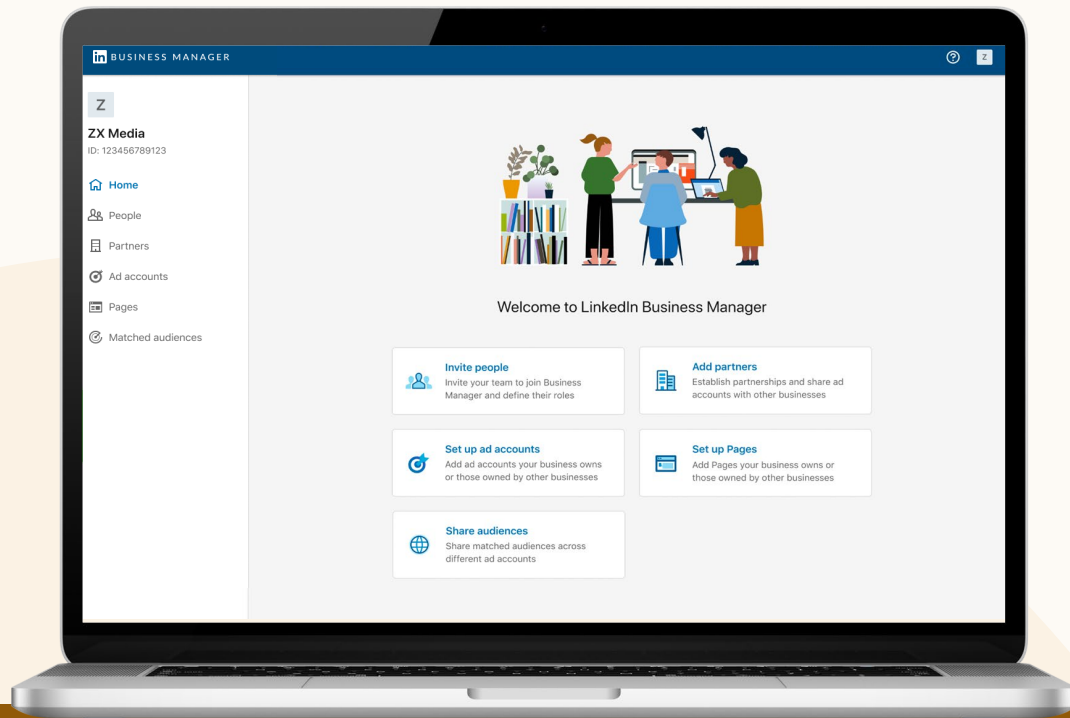 in BUSINESS MANAGER
Z
Z
ZX Media
ID: 123456789123
Home
People
Partners
Ad accounts
Pages
Matched audiences
Welcome to LinkedIn Business Manager
Invite people
Invite your team to join Business
Manager and define their roles
Add partners
Establish partnerships and share ad
accounts with other businesses
Set up ad accounts
Add ad accounts your business owns
or those owned by other businesses
Set up Pages
Add Pages your business owns or
those owned by other businesses
Share audiences
Share matched audiences across
different ad accounts